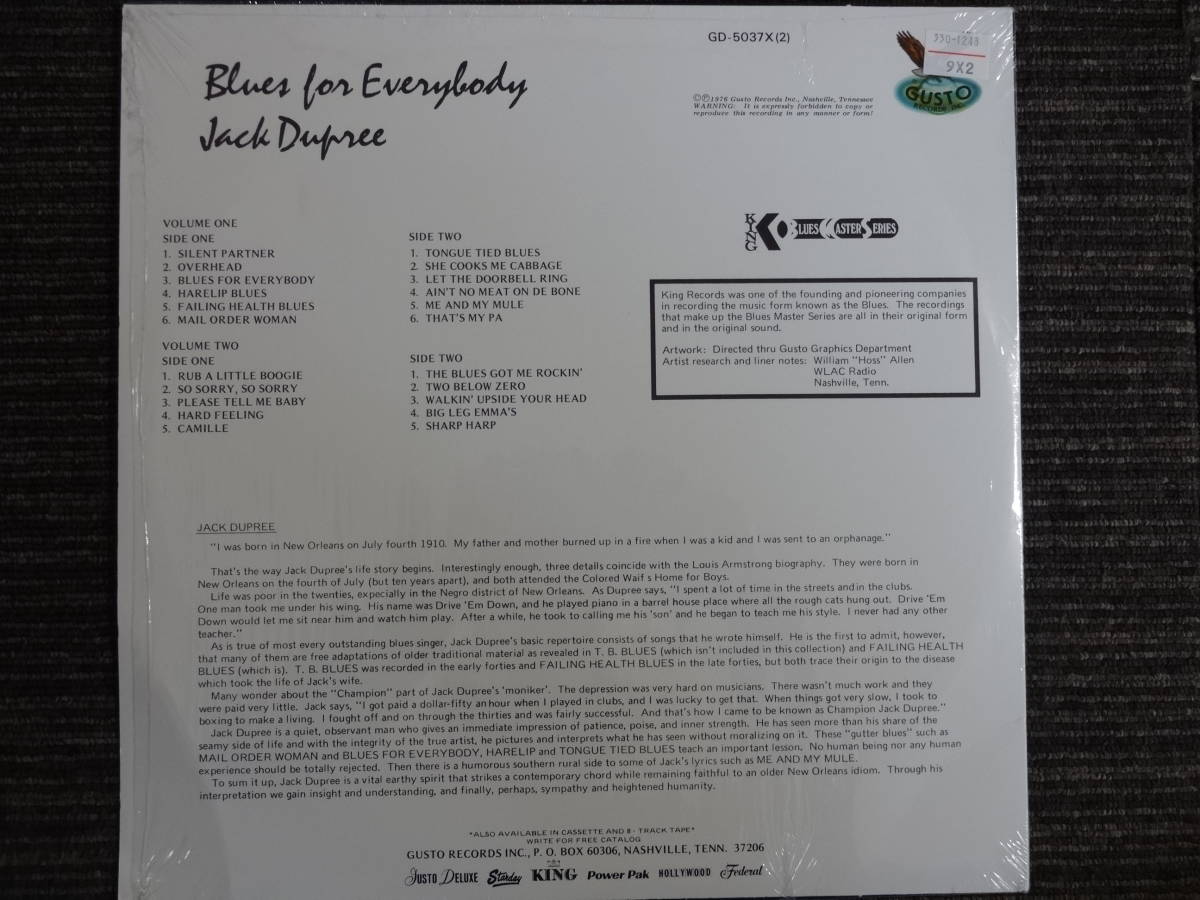 GD-5037X(2)
330-1248
9X2
GUSTO
RECORDS INC.
Blues for Everybody
Jack Dupree
©℗1976 Gusto Records Inc., Nashville, Tennessee
WARNING: It is expressly forbidden to copy or
reproduce this recording in any manner or form!
VOLUME ONE
SIDE ONE
1. SILENT PARTNER
2. OVERHEAD
3. BLUES FOR EVERYBODY
4. HARELIP BLUES
5. FAILING HEALTH BLUES
6. MAIL ORDER WOMAN
SIDE TWO
1. TONGUE TIED BLUES
2. SHE COOKS ME CABBAGE
3. LET THE DOORBELL RING
4. AIN'T NO MEAT ON DE BONE
5. ME AND MY MULE
6. THAT'S MY PA
VOLUME TWO
SIDE ONE
1. RUB A LITTLE BOOGIE
2. SO SORRY, SO SORRY
3. PLEASE TELL ME BABY
4. HARD FEELING
5. CAMILLE
SIDE TWO
1. THE BLUES GOT ME ROCKIN'
2. TWO BELOW ZERO
3. WALKIN' UPSIDE YOUR HEAD
4. BIG LEG EMMA'S
5. SHARP HARP
KING K BLUES MASTER SERIES
King Records was one of the founding and pioneering companies
in recording the music form known as the Blues. The recordings
that make up the Blues Master Series are all in their original form
and in the original sound.
Artwork: Directed thru Gusto Graphics Department
Artist research and liner notes: William "Hoss" Allen
WLAC Radio
Nashville, Tenn.
JACK DUPREE
"I was born in New Orleans on July fourth 1910. My father and mother burned up in a fire when I was a kid and I was sent to an orphanage."
That's the way Jack Dupree's life story begins. Interestingly enough, three details coincide with the Louis Armstrong biography. They were born in
New Orleans on the fourth of July (but ten years apart), and both attended the Colored Waif s Home for Boys.
Life was poor in the twenties, expecially in the Negro district of New Orleans. As Dupree says, "I spent a lot of time in the streets and in the clubs.
One man took me under his wing. His name was Drive 'Em Down, and he played piano in a barrel house place where all the rough cats hung out. Drive 'Em
Down would let me sit near him and watch him play. After a while, he took to calling me his 'son' and he began to teach me his style. I never had any other
teacher."
As is true of most every outstanding blues singer, Jack Dupree's basic repertoire consists of songs that he wrote himself. He is the first to admit, however,
that many of them are free adaptations of older traditional material as revealed in T. B. BLUES (which isn't included in this collection) and FAILING HEALTH
BLUES (which is). T. B. BLUES was recorded in the early forties and FAILING HEALTH BLUES in the late forties, but both trace their origin to the disease
which took the life of Jack's wife.
Many wonder about the "Champion" part of Jack Dupree's 'moniker'. The depression was very hard on musicians. There wasn't much work and they
were paid very little. Jack says, "I got paid a dollar-fifty an hour when I played in clubs, and I was lucky to get that. When things got very slow, I took to
boxing to make a living. I fought off and on through the thirties and was fairly successful. And that's how I came to be known as Champion Jack Dupree."
Jack Dupree is a quiet, observant man who gives an immediate impression of patience, poise, and inner strength. He has seen more than his share of the
seamy side of life and with the integrity of the true artist, he pictures and interprets what he has seen without moralizing on it. These "gutter blues" such as
MAIL ORDER WOMAN and BLUES FOR EVERYBODY, HARELIP and TONGUE TIED BLUES teach an important lesson. No human being nor any human
experience should be totally rejected. Then there is a humorous southern rural side to some of Jack's lyrics such as ME AND MY MULE.
To sum it up, Jack Dupree is a vital earthy spirit that strikes a contemporary chord while remaining faithful to an older New Orleans idiom. Through his
interpretation we gain insight and understanding, and finally, perhaps, sympathy and heightened humanity.
*ALSO AVAILABLE IN CASSETTE AND 8 - TRACK TAPE*
WRITE FOR FREE CATALOG
GUSTO RECORDS INC., P. O. BOX 60306, NASHVILLE, TENN. 37206
GUSTO DELUXE Starday KING Power Pak HOLLYWOOD Federal